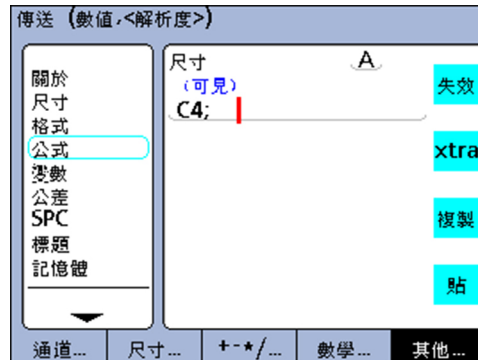 傳送 (數值,<解析度>)
關於
尺寸
格式
公式
變數
公差
SPC
標題
記憶體
尺寸
A
(可見)
C4;
失效
xtra
複製
貼
通道...
尺寸...
+-*/...
數學...
其他...